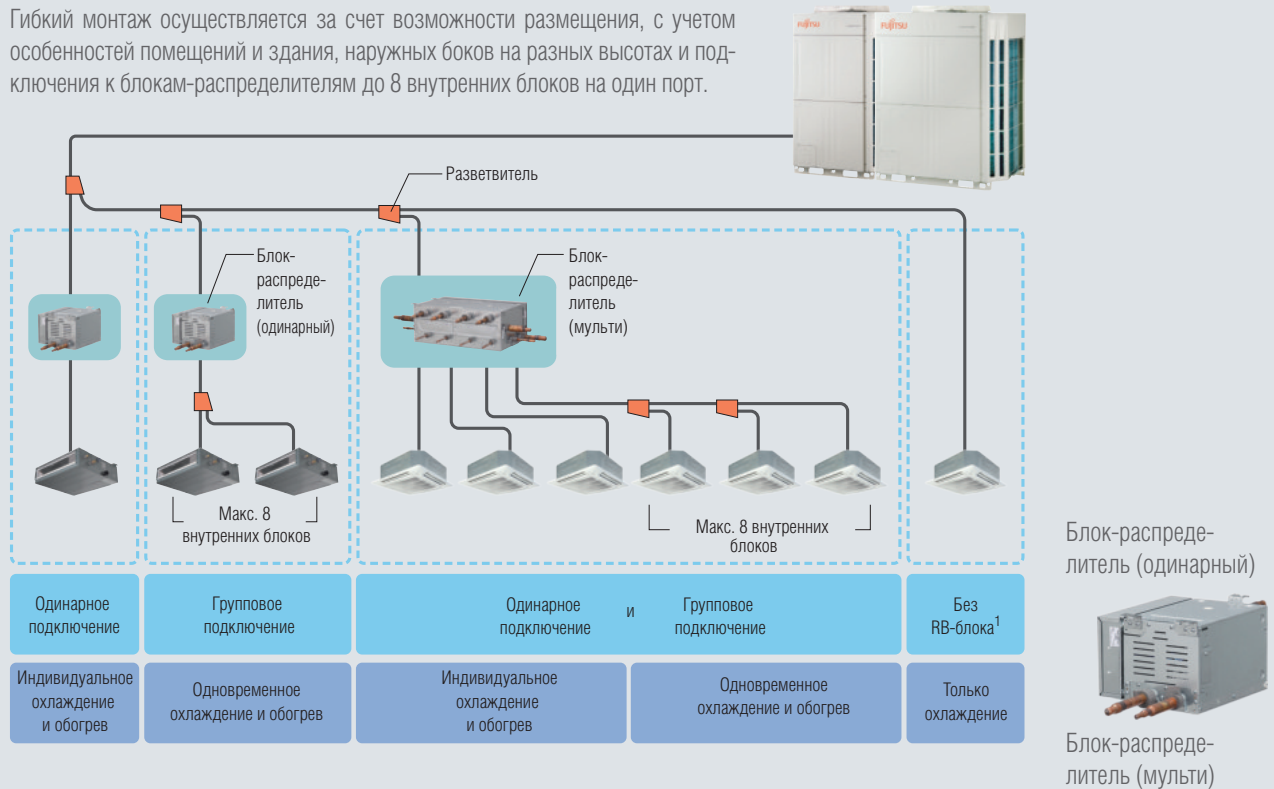 Гибкий монтаж осуществляется за счет возможности размещения, с учетом
особенностей помещений и здания, наружных боков на разных высотах и под-
ключения к блокам-распределителям до 8 внутренних блоков на один порт.
FUJITSU
FUJITSU
Разветвитель
Блок-
распреде-
литель
(одинарный)
Блок-
распреде-
литель
(мульти)
Макс. 8
внутренних блоков
Макс. 8 внутренних
блоков
Одинарное
подключение
Групповое
подключение
Одинарное
подключение
и
Групповое
подключение
Без
RB-блока1
Индивидуальное
охлаждение
и обогрев
Одновременное
охлаждение и обогрев
Индивидуальное
охлаждение
и обогрев
Одновременное
охлаждение и обогрев
Только
охлаждение
Блок-распреде-
литель (одинарный)
Блок-распреде-
литель (мульти)